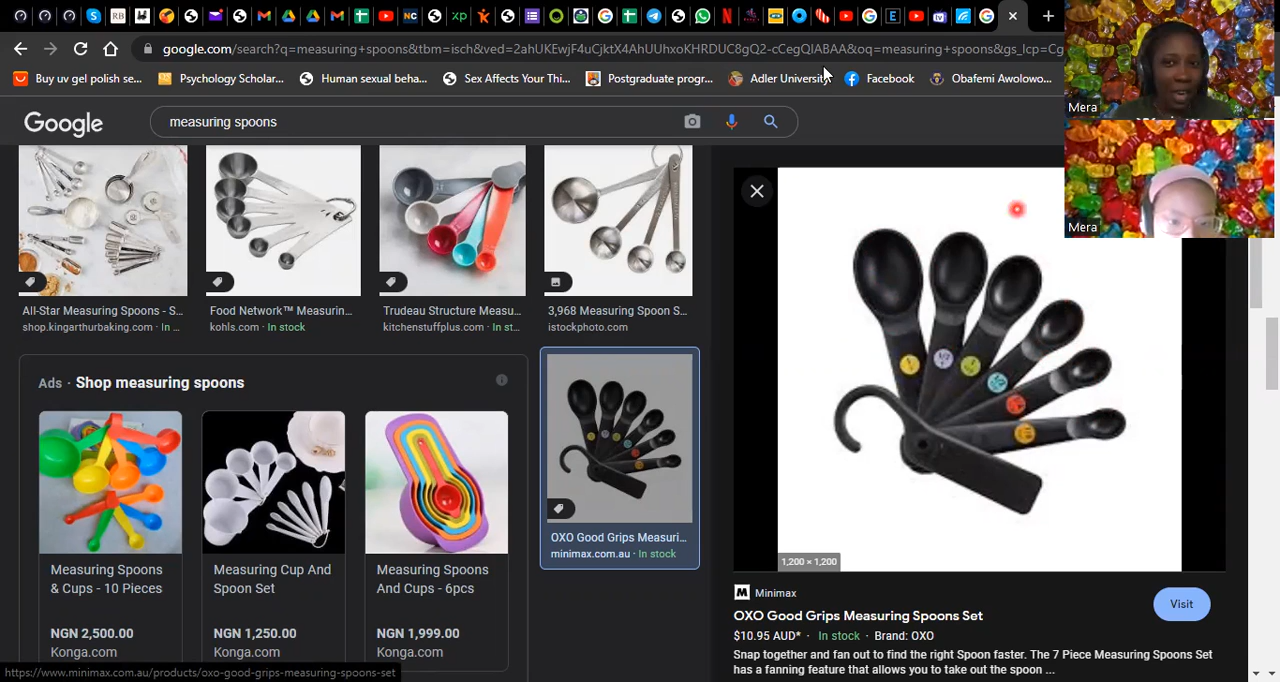 google.com/search?q=measuring+spoons&tbm=isch&ved=2ahUKEwjF4uCjktX4AhUUhxoKHRDUC8gQ2-cCegQIABAA&oq=measuring+spoons&gs_lcp=Cg
Buy uv gel polish se...
Psychology Scholar...
Human sexual beha...
Sex Affects Your Thi...
Postgraduate progr...
Adler University
Facebook
Obafemi Awolowo...
Mera
Mera
Google
measuring spoons
All-Star Measuring Spoons - S...
shop.kingarthurbaking.com · In ...
Food Network™ Measurin...
kohls.com · In stock
Trudeau Structure Measu...
kitchenstuffplus.com · In st...
3,968 Measuring Spoon S...
istockphoto.com
Ads · Shop measuring spoons
Measuring Spoons
& Cups - 10 Pieces
NGN 2,500.00
Konga.com
Measuring Cup And
Spoon Set
NGN 1,250.00
Konga.com
Measuring Spoons
And Cups - 6pcs
NGN 1,999.00
Konga.com
OXO Good Grips Measuri...
minimax.com.au · In stock
1,200 × 1,200
M Minimax
Visit
OXO Good Grips Measuring Spoons Set
$10.95 AUD* · In stock · Brand: OXO
Snap together and fan out to find the right Spoon faster. The 7 Piece Measuring Spoons Set
has a fanning feature that allows you to take out the spoon ...
https://www.minimax.com.au/products/oxo-good-grips-measuring-spoons-set